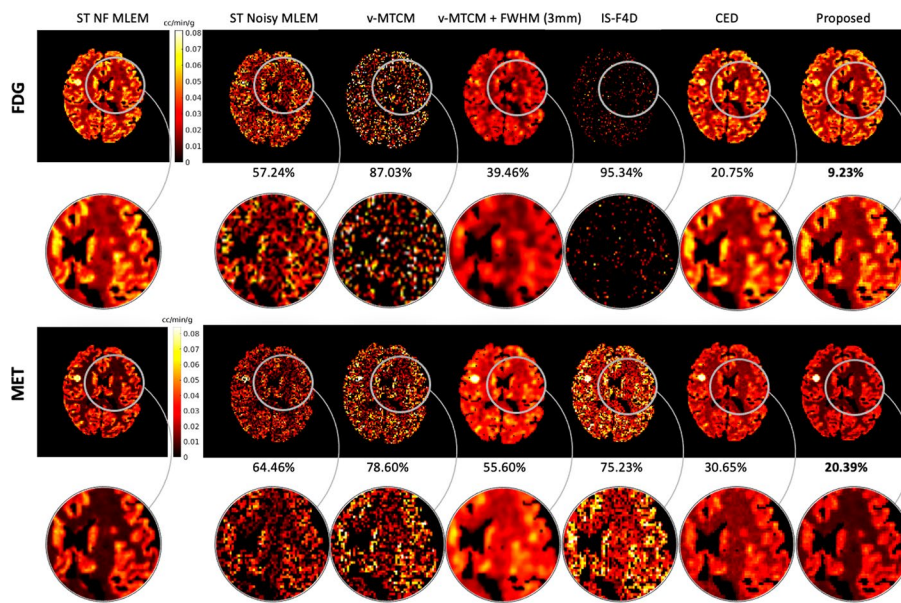 ST NF MLEM ST Noisy MLEM v-MTCM v-MTCM + FWHM (3mm) IS-F4D CED Proposed
cc/min/g
FDG
0.08
0.07
0.06
0.05
0.04
0.03
0.02
0.01
0
57.24% 87.03% 39.46% 95.34% 20.75% 9.23%
cc/min/g
MET
0.08
0.07
0.06
0.05
0.04
0.03
0.02
0.01
0
64.46% 78.60% 55.60% 75.23% 30.65% 20.39%